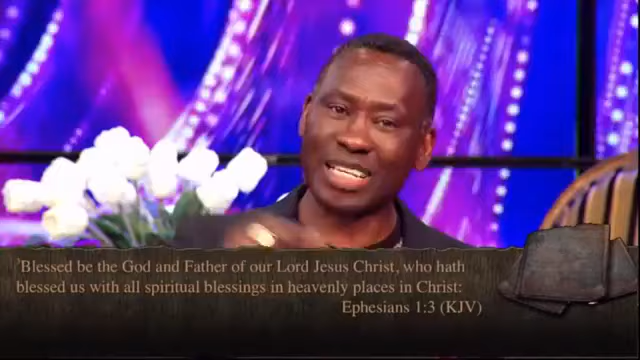 'Blessed be the God and Father of our Lord Jesus Christ, who hath
blessed us with all spiritual blessings in heavenly places in Christ:
Ephesians 1:3 (KJV)